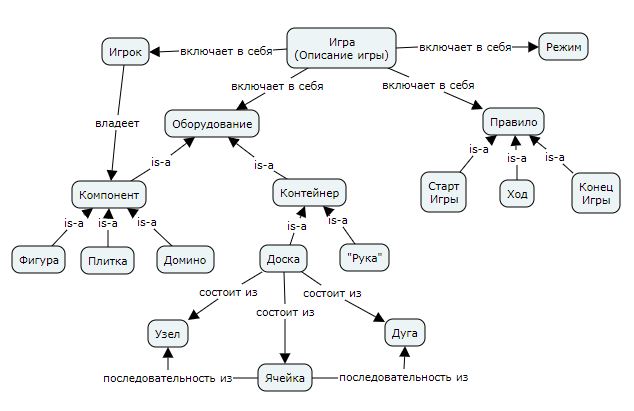 Игра
(Описание игры)
Игрок
включает в себя
включает в себя
Режим
включает в себя
включает в себя
владеет
Оборудование
Правило
is-a
is-a
is-a
is-a
is-a
Компонент
Контейнер
Старт
Игры
Ход
Конец
Игры
is-a
is-a
is-a
is-a
is-a
Фигура
Плитка
Домино
Доска
"Рука"
состоит из
состоит из
состоит из
Узел
Дуга
последовательность из
Ячейка
последовательность из